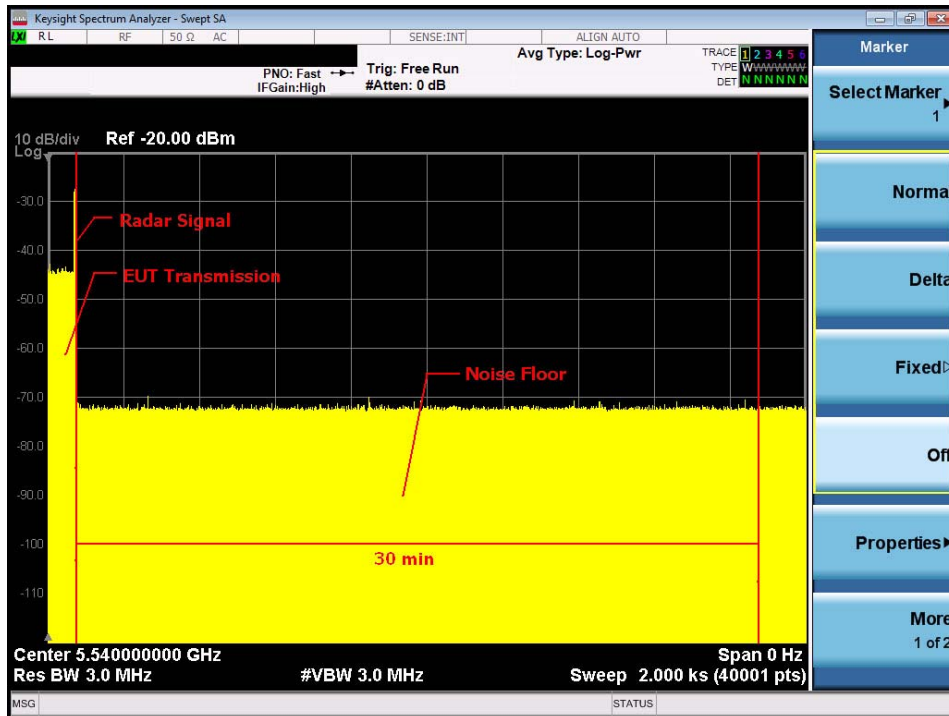 Keysight Spectrum Analyzer - Swept SA
LXI RL RF 50 Ω AC SENSE:INT ALIGN AUTO
Avg Type: Log-Pwr
TRACE 1 2 3 4 5 6
TYPE WWWWWW
DET N N N N N N
PNO: Fast
IFGain:High
Trig: Free Run
#Atten: 0 dB
10 dB/div
Log
Ref -20.00 dBm
-30.0
-40.0
-50.0
-60.0
-70.0
-80.0
-90.0
-100
-110
Radar Signal
EUT Transmission
Noise Floor
30 min
Center 5.540000000 GHz
Span 0 Hz
Res BW 3.0 MHz
#VBW 3.0 MHz
Sweep 2.000 ks (40001 pts)
MSG
STATUS
Marker
Select Marker
1
Norma
Delta
Fixed
Off
Properties
More
1 of 2